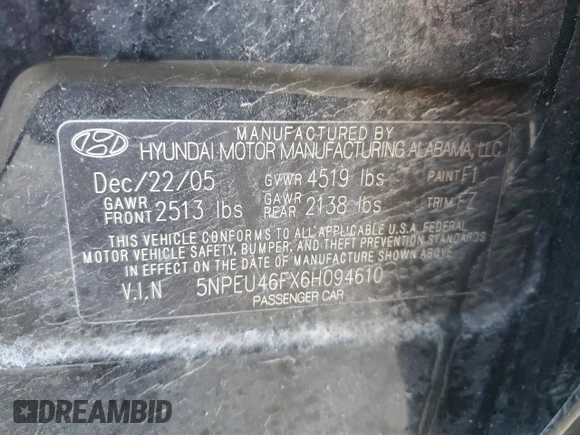 MANUFACTURED BY
HYUNDAI MOTOR MANUFACTURING ALABAMA, LLC
Dec/22/05 GVWR 4519 lbs PAINT F1
GAWR FRONT 2513 lbs GAWR REAR 2138 lbs TRIM FZ
THIS VEHICLE CONFORMS TO ALL APPLICABLE U.S.A. FEDERAL
MOTOR VEHICLE SAFETY, BUMPER, AND THEFT PREVENTION STANDARDS
IN EFFECT ON THE DATE OF MANUFACTURE SHOWN ABOVE.
V.I.N 5NPEU46FX6H094610
PASSENGER CAR
DREAMBID